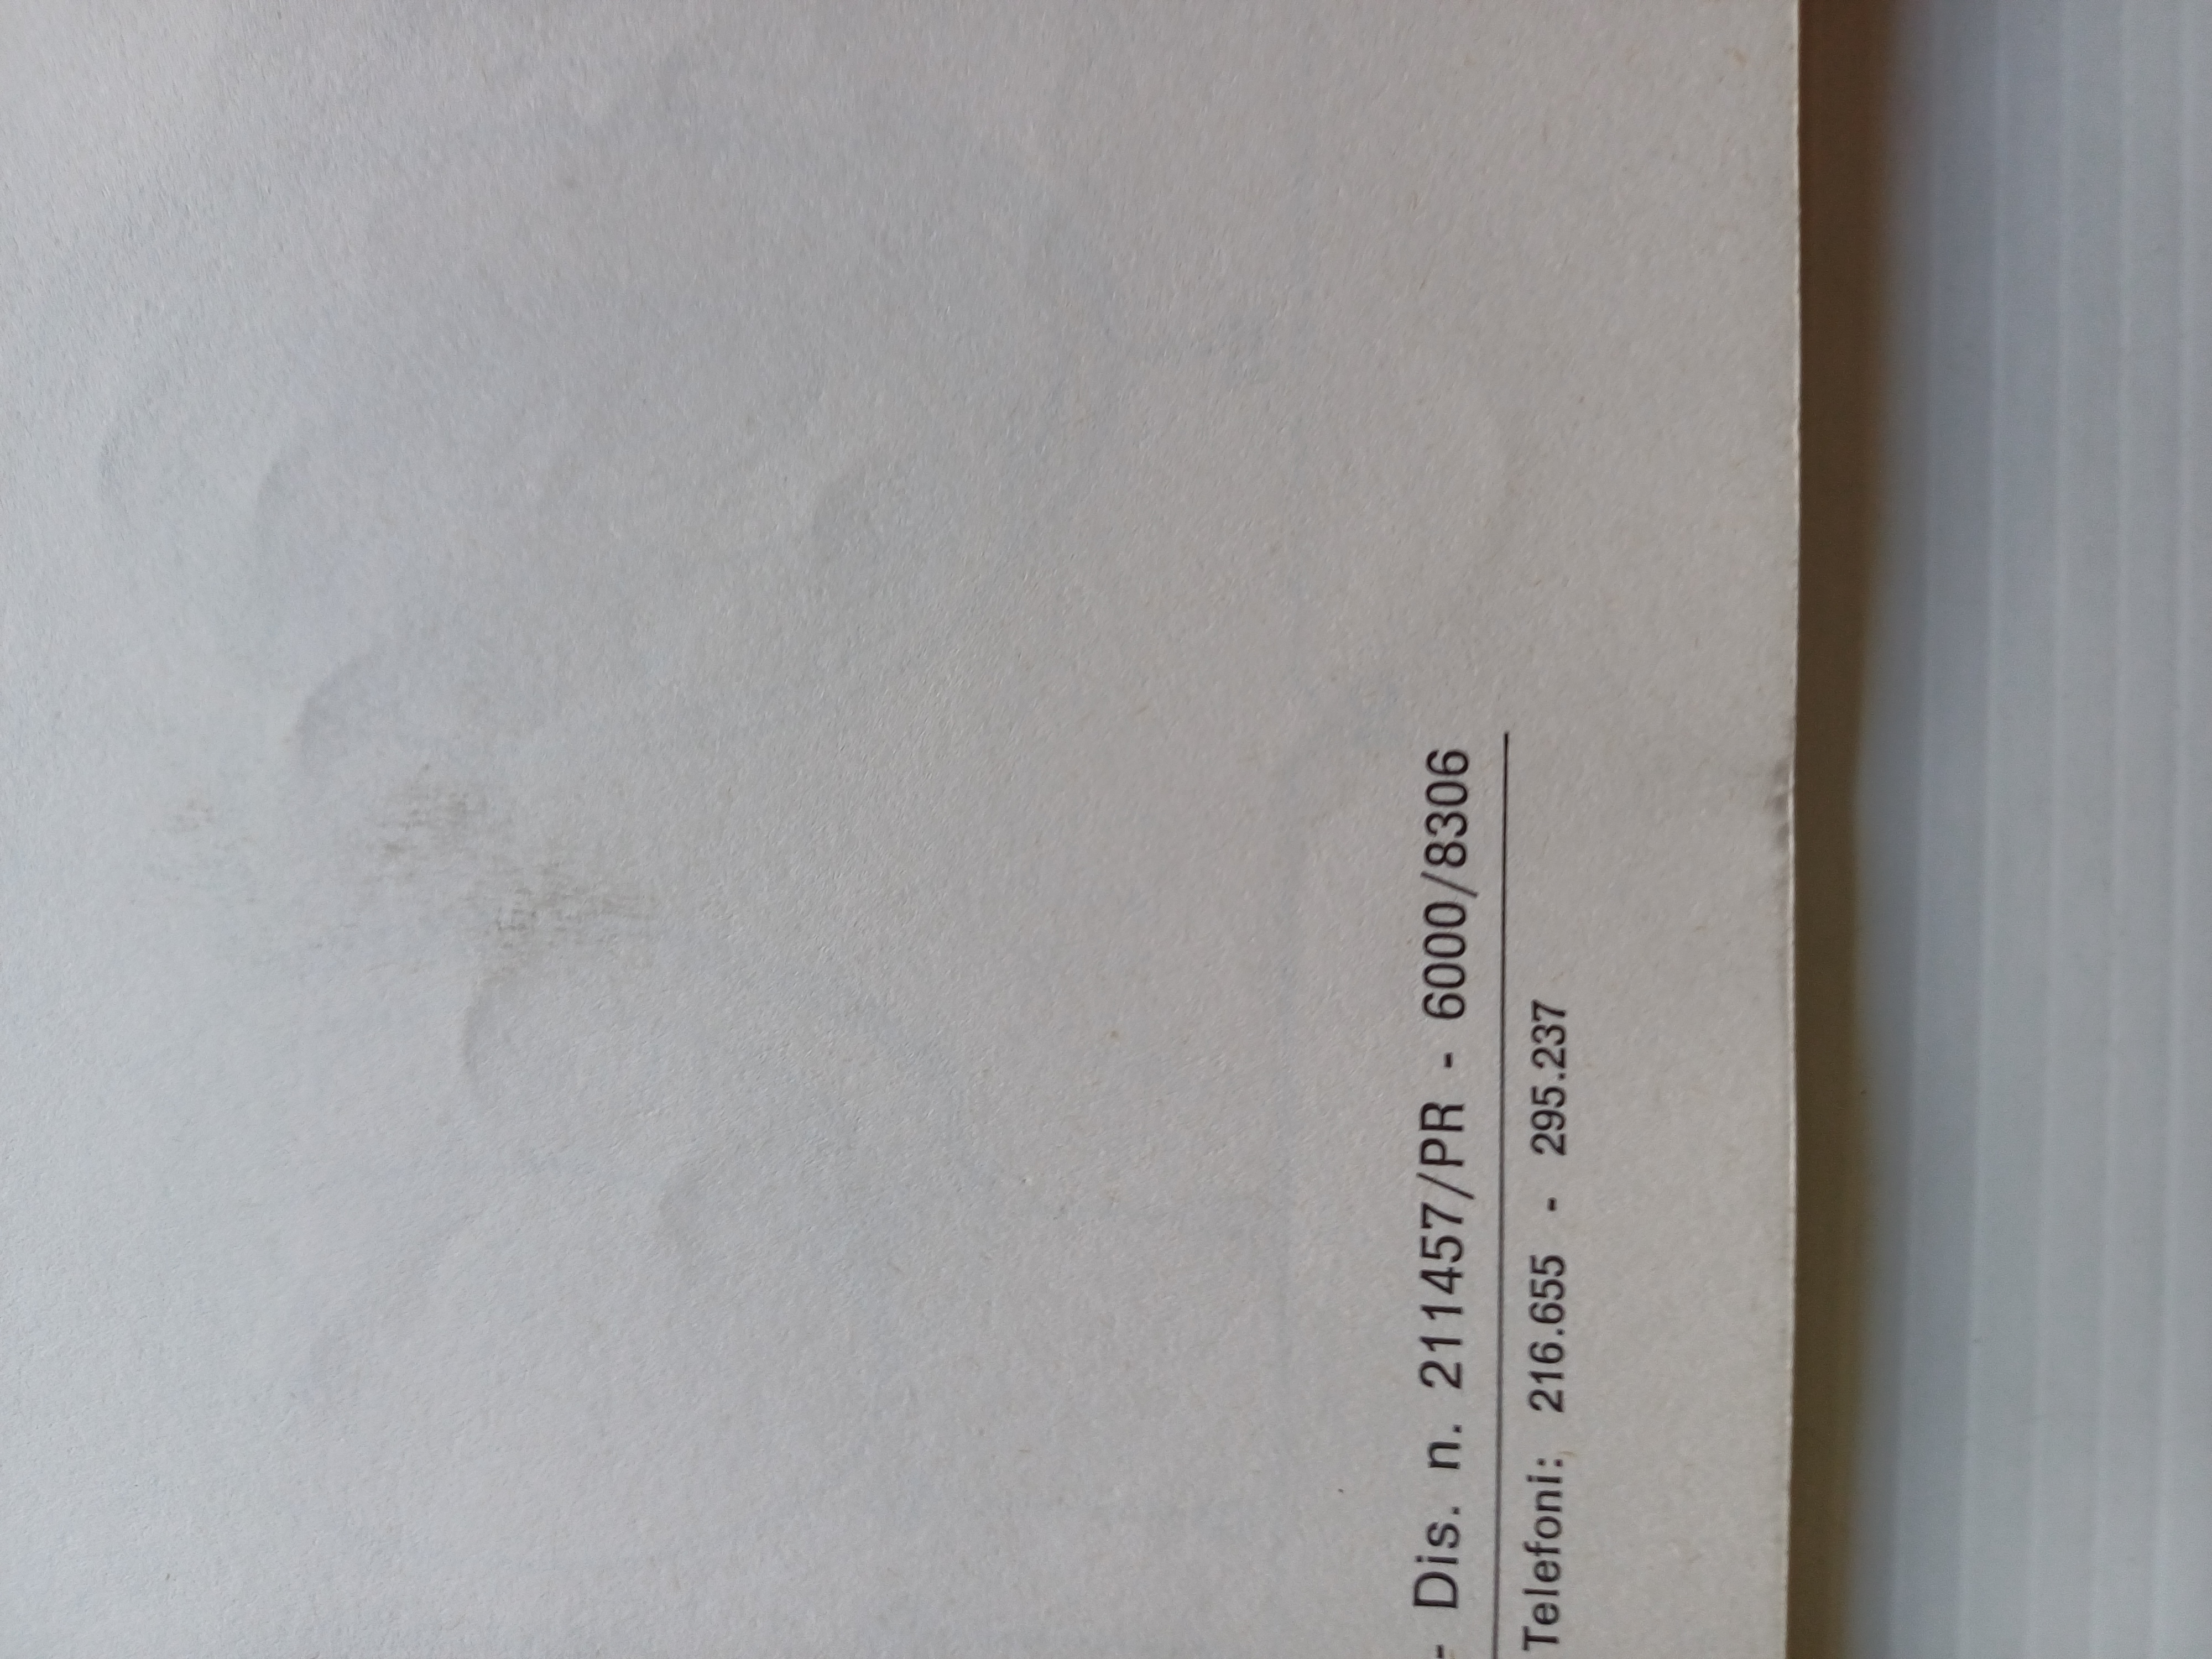 - Dis. n. 211457/PR - 6000/8306
Telefoni: 216.655 - 295.237